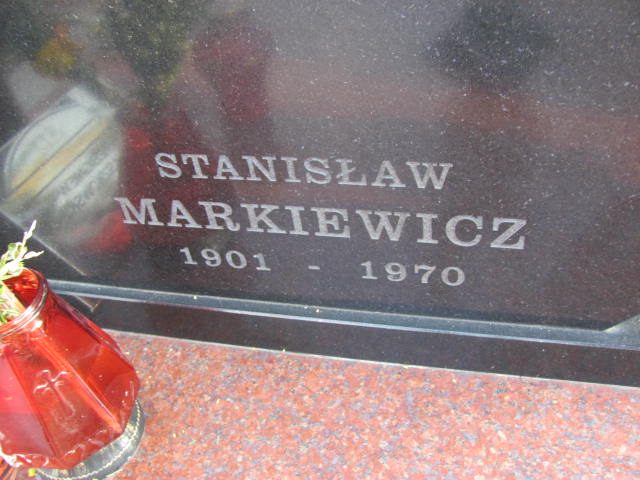 STANISŁAW
MARKIEWICZ
1901 - 1970